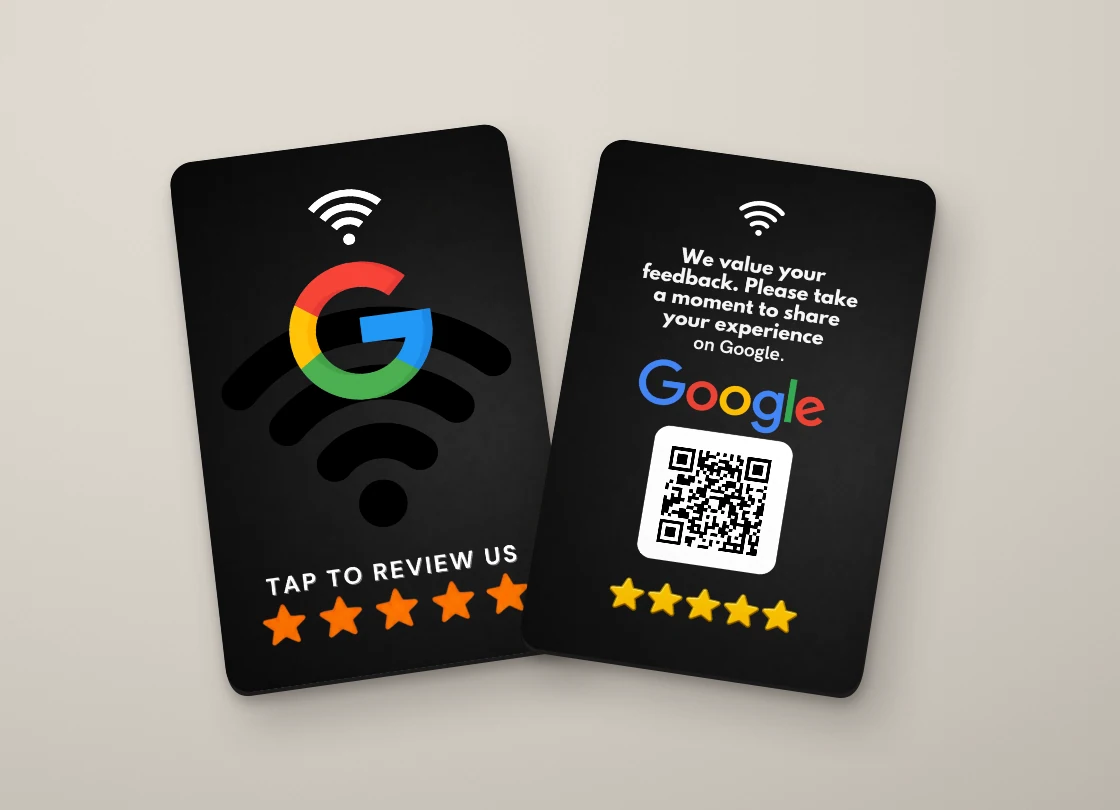 TAP TO REVIEW US
We value your
feedback. Please take
a moment to share
your experience
on Google.
Google